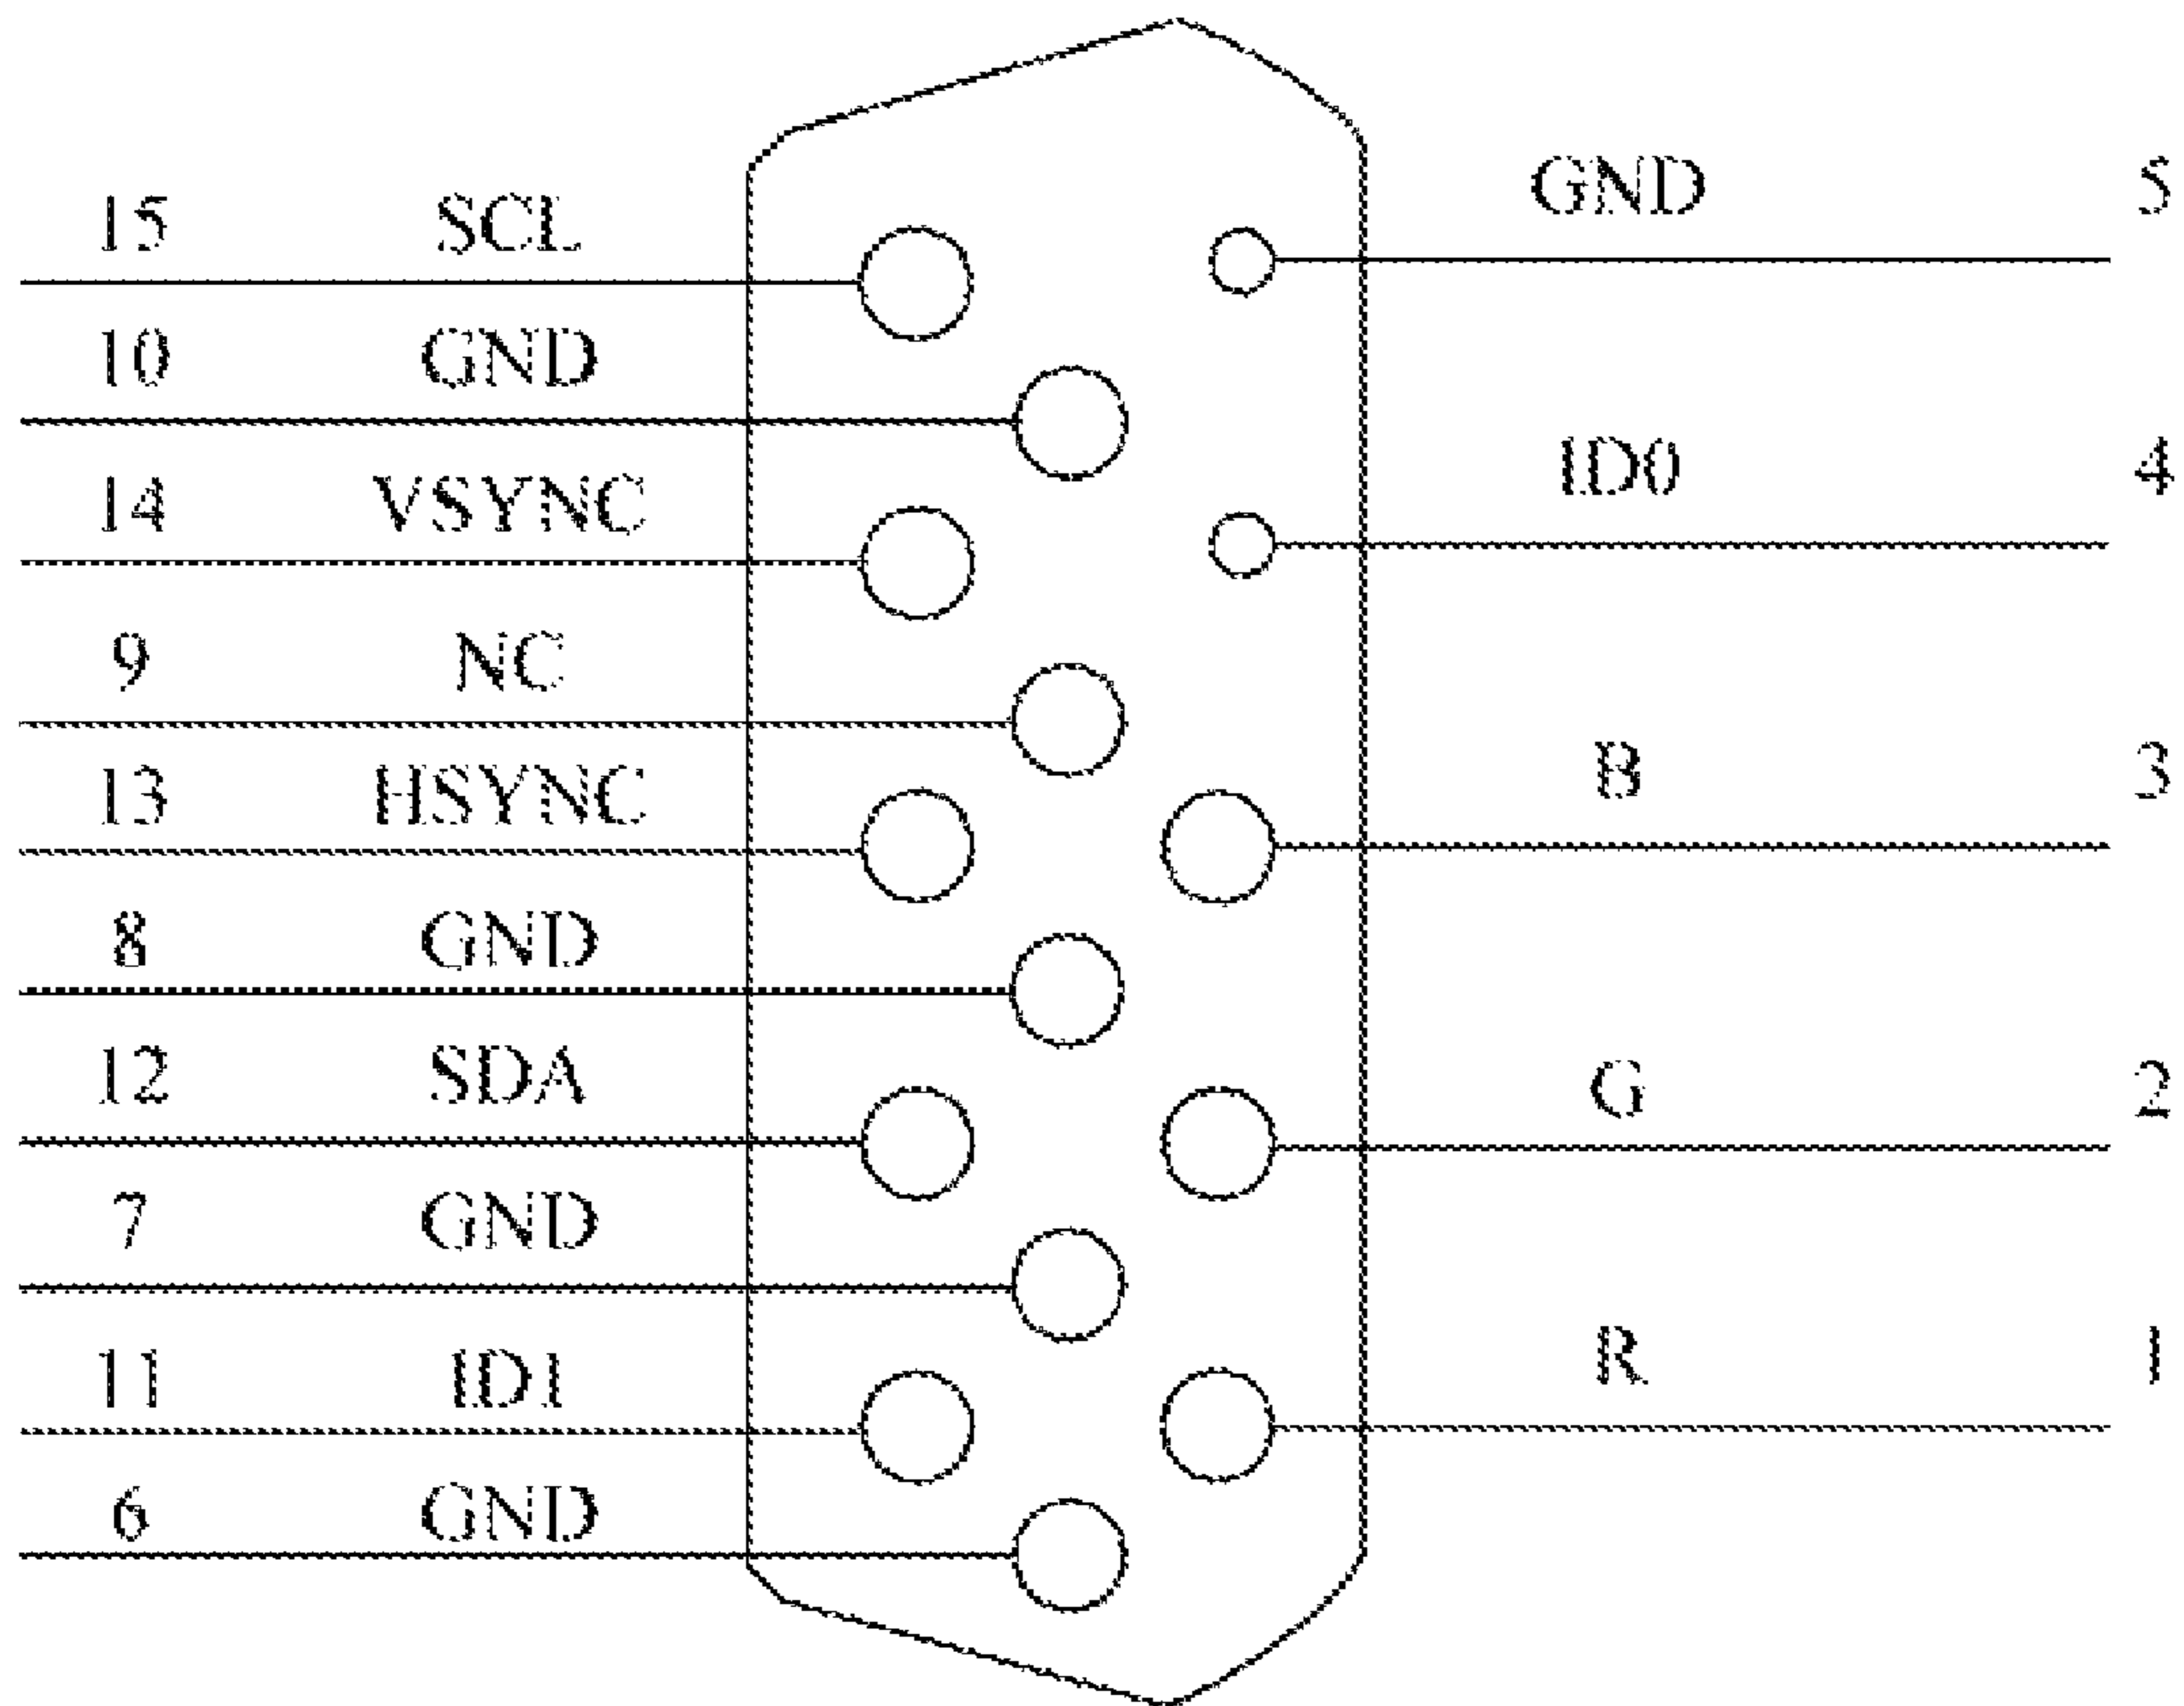 15 SCL
GND 5
10 GND
ID0 4
14 VSYNC
9 NC
B 3
13 HSYNC
8 GND
12 SDA
G 2
7 GND
R 1
11 ID1
6 GND